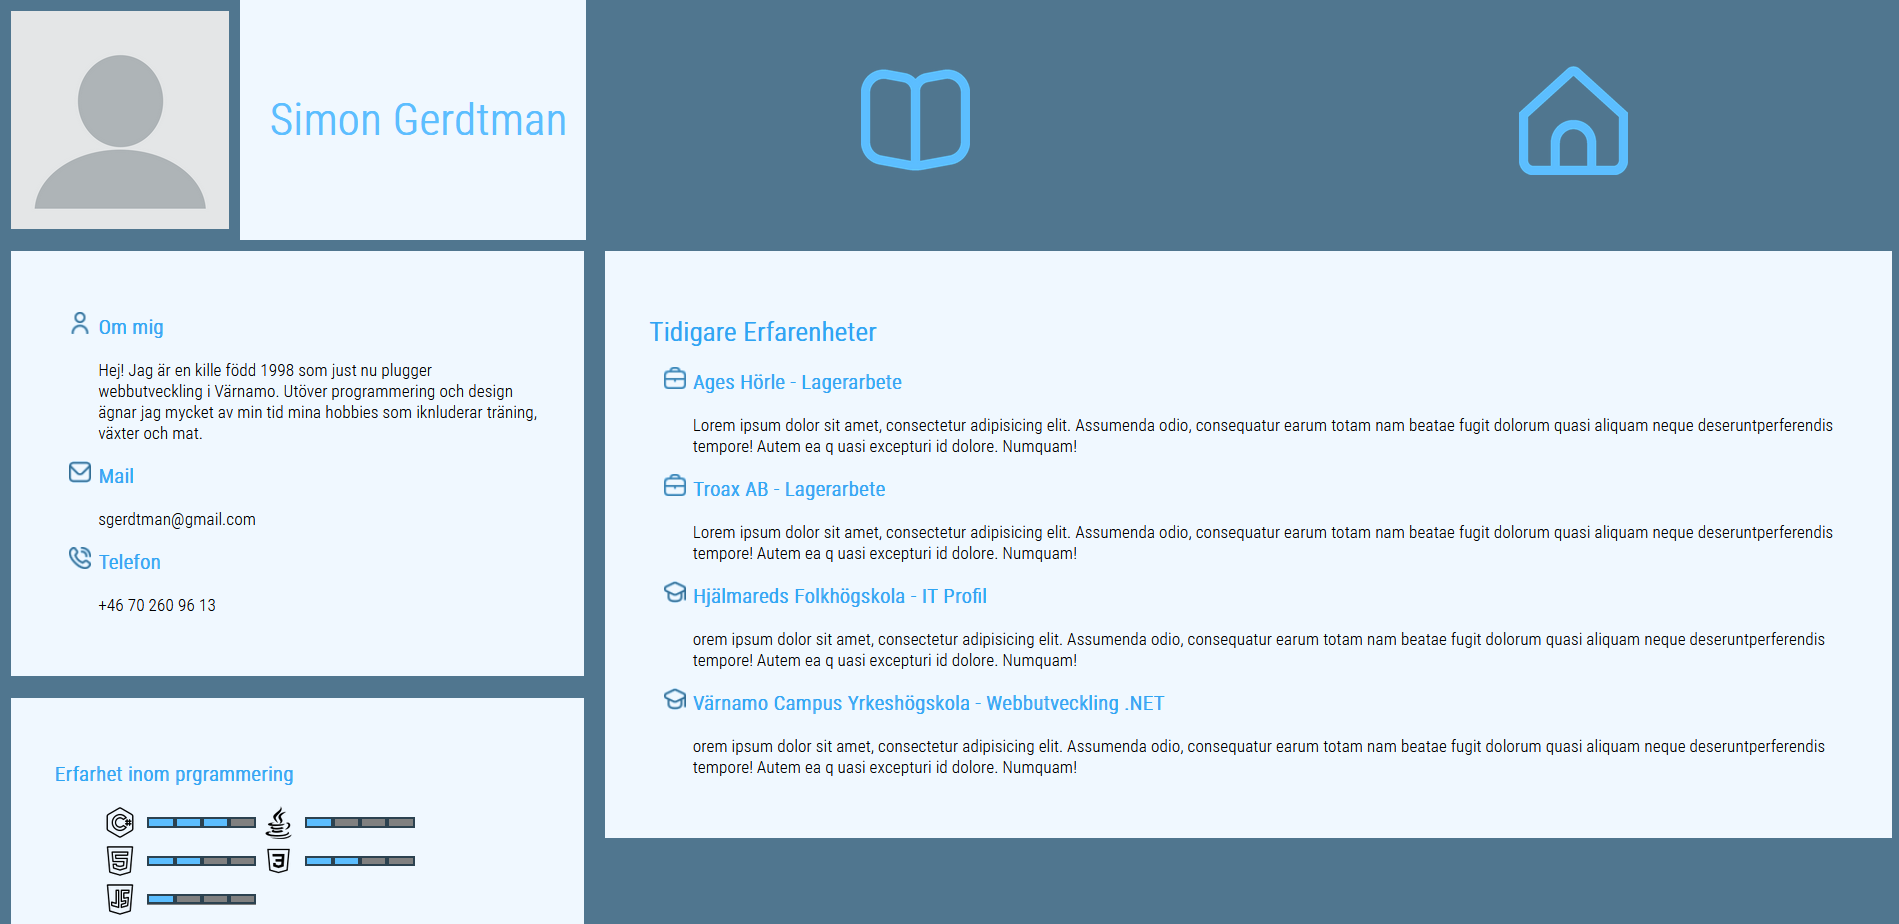 Simon Gerdtman
Om mig
Hej! Jag är en kille född 1998 som just nu plugger
webbutveckling i Värnamo. Utöver programmering och design
ägnar jag mycket av min tid mina hobbies som iknluderar träning,
växter och mat.
Mail
sgerdtman@gmail.com
Telefon
+46 70 260 96 13
Erfarhet inom prgrammering
C#
5
3
JS
Tidigare Erfarenheter
Ages Hörle - Lagerarbete
Lorem ipsum dolor sit amet, consectetur adipisicing elit. Assumenda odio, consequatur earum totam nam beatae fugit dolorum quasi aliquam neque deseruntperferendis
tempore! Autem ea q uasi excepturi id dolore. Numquam!
Troax AB - Lagerarbete
Lorem ipsum dolor sit amet, consectetur adipisicing elit. Assumenda odio, consequatur earum totam nam beatae fugit dolorum quasi aliquam neque deseruntperferendis
tempore! Autem ea q uasi excepturi id dolore. Numquam!
Hjälmareds Folkhögskola - IT Profil
orem ipsum dolor sit amet, consectetur adipisicing elit. Assumenda odio, consequatur earum totam nam beatae fugit dolorum quasi aliquam neque deseruntperferendis
tempore! Autem ea q uasi excepturi id dolore. Numquam!
Värnamo Campus Yrkeshögskola - Webbutveckling .NET
orem ipsum dolor sit amet, consectetur adipisicing elit. Assumenda odio, consequatur earum totam nam beatae fugit dolorum quasi aliquam neque deseruntperferendis
tempore! Autem ea q uasi excepturi id dolore. Numquam!